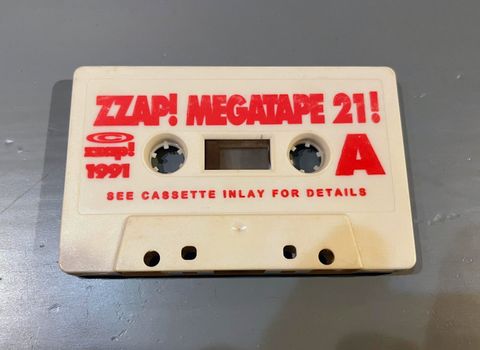 ZZAP! MEGATAPE 21!
©
zzap!
1991
A
SEE CASSETTE INLAY FOR DETAILS